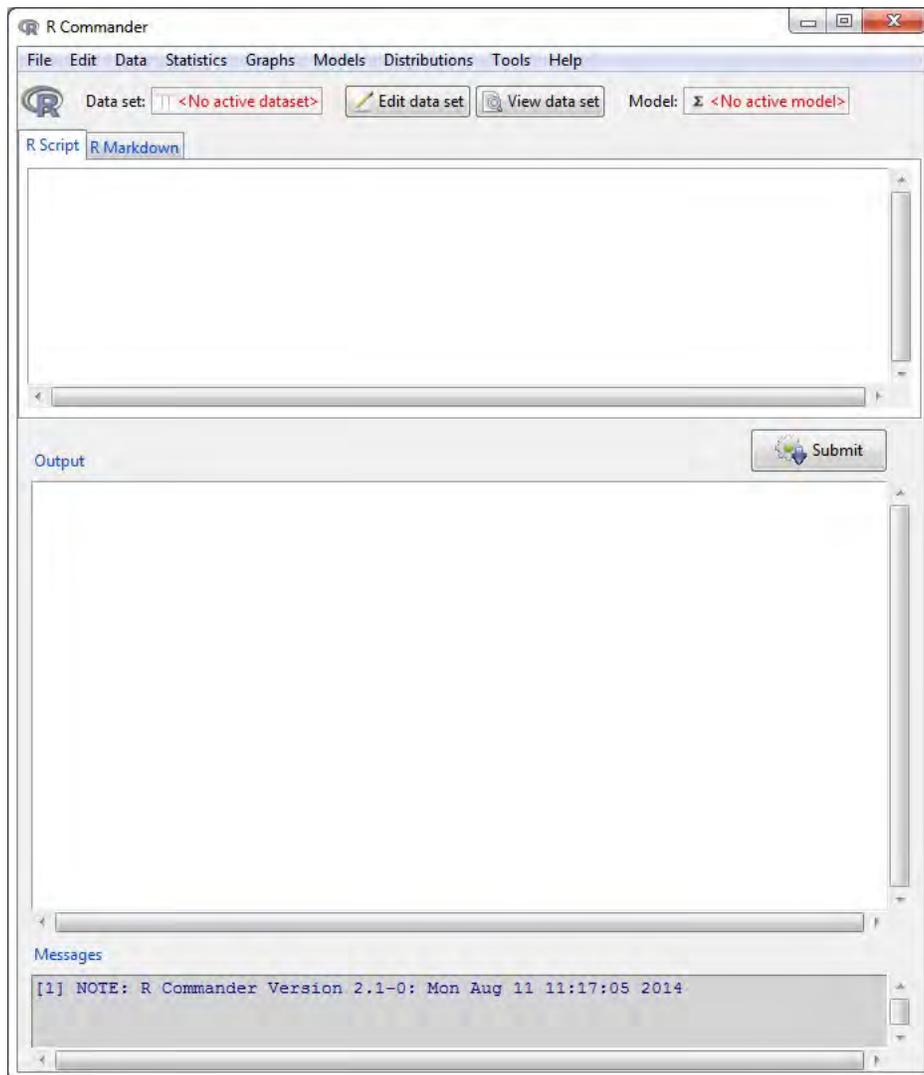 R Commander
File Edit Data Statistics Graphs Models Distributions Tools Help
R Data set: <No active dataset> Edit data set View data set Model: Σ <No active model>
R Script R Markdown
Output Submit
Messages
[1] NOTE: R Commander Version 2.1-0: Mon Aug 11 11:17:05 2014